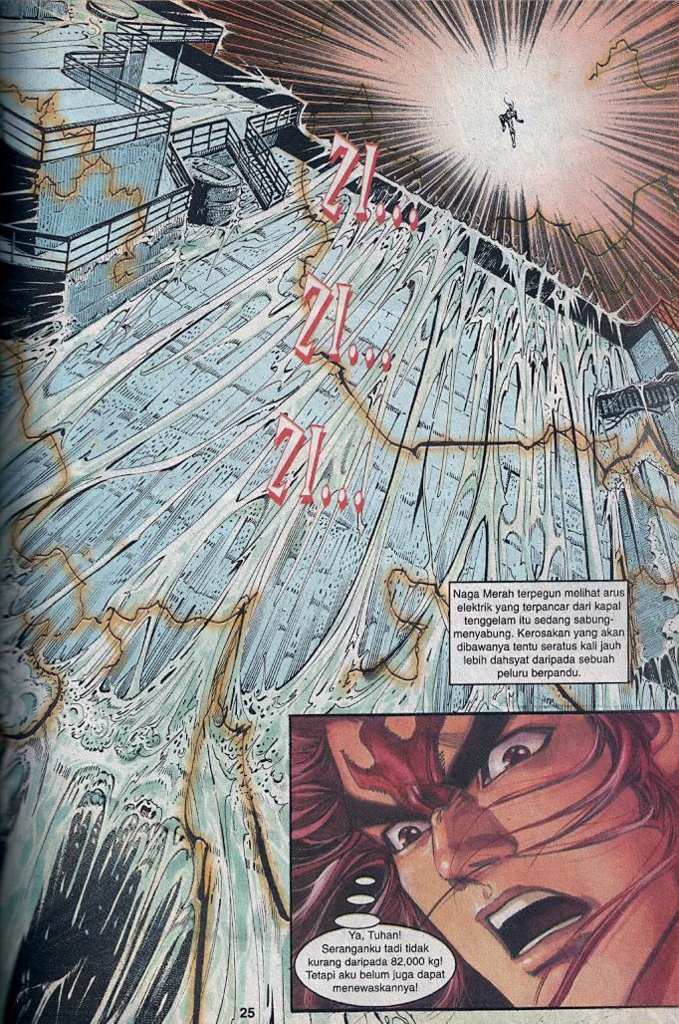 ZI...
ZI...
ZI...
Naga Merah terpegun melihat arus
elektrik yang terpancar dari kapal
tenggelam itu sedang sabung-
menyabung. Kerosakan yang akan
dibawanya tentu seratus kali jauh
lebih dahsyat daripada sebuah
peluru berpandu.
Ya, Tuhan!
Seranganku tadi tidak
kurang daripada 82,000 kg!
Tetapi aku belum juga dapat
menewaskannya!
25